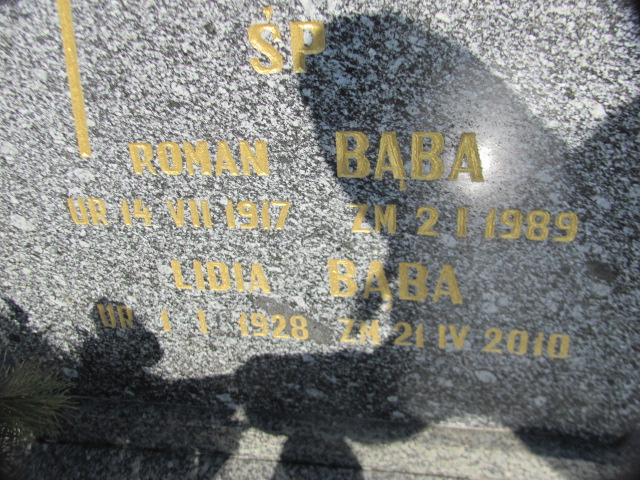 ŚP
ROMAN BĄBA
UR 14 VII 1917 ZM 2 I 1989
LIDIA BĄBA
UR 1 I 1928 ZM 21 IV 2010